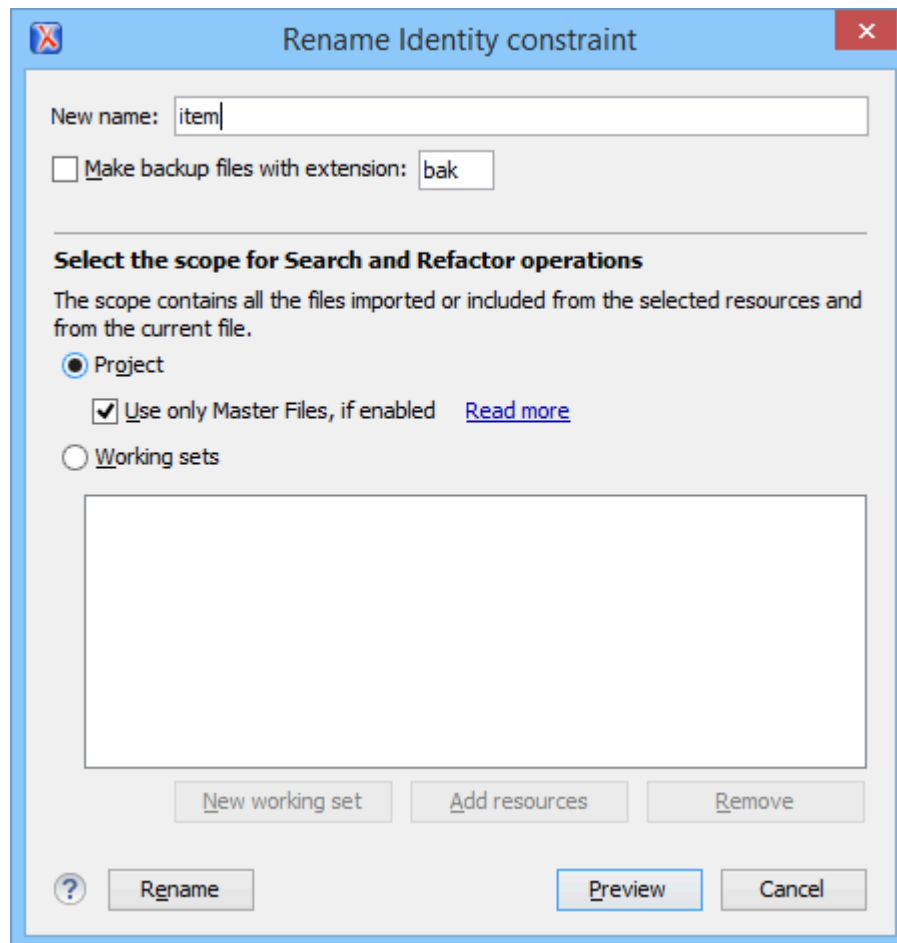 Rename Identity constraint
New name: item
Make backup files with extension: bak
Select the scope for Search and Refactor operations
The scope contains all the files imported or included from the selected resources and
from the current file.
Project
Use only Master Files, if enabled Read more
Working sets
New working set Add resources Remove
? Rename Preview Cancel